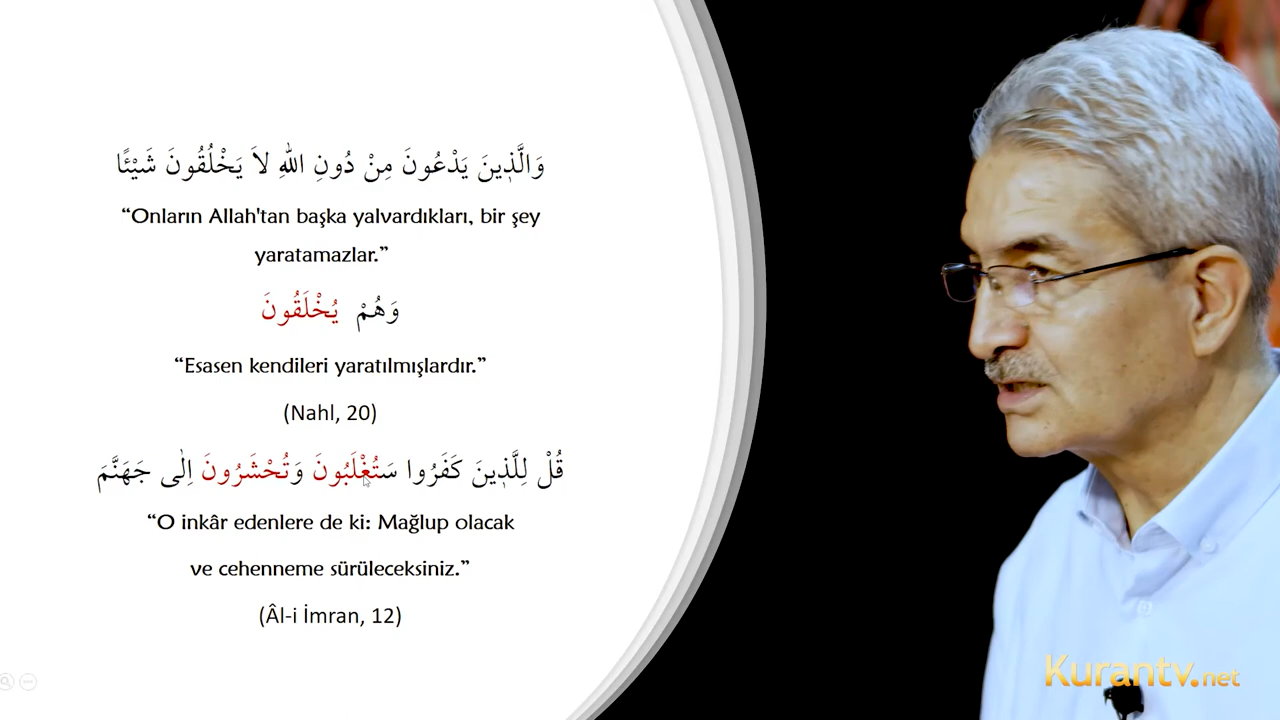 وَالَّذ۪ينَ يَدْعُونَ مِنْ دُونِ اللّٰهِ لاَ يَخْلُقُونَ شَيْئًا
“Onların Allah'tan başka yalvardıkları, bir şey
yaratamazlar.”
وَهُمْ يُخْلَقُونَ
“Esasen kendileri yaratılmışlardır.”
(Nahl, 20)
قُلْ لِلَّذ۪ينَ كَفَرُوا سَتُغْلَبُونَ وَتُحْشَرُونَ اِلٰى جَهَنَّمَ
“O inkâr edenlere de ki: Mağlup olacak
ve cehenneme sürüleceksiniz.”
(Âl-i İmran, 12)
Kurantv.net